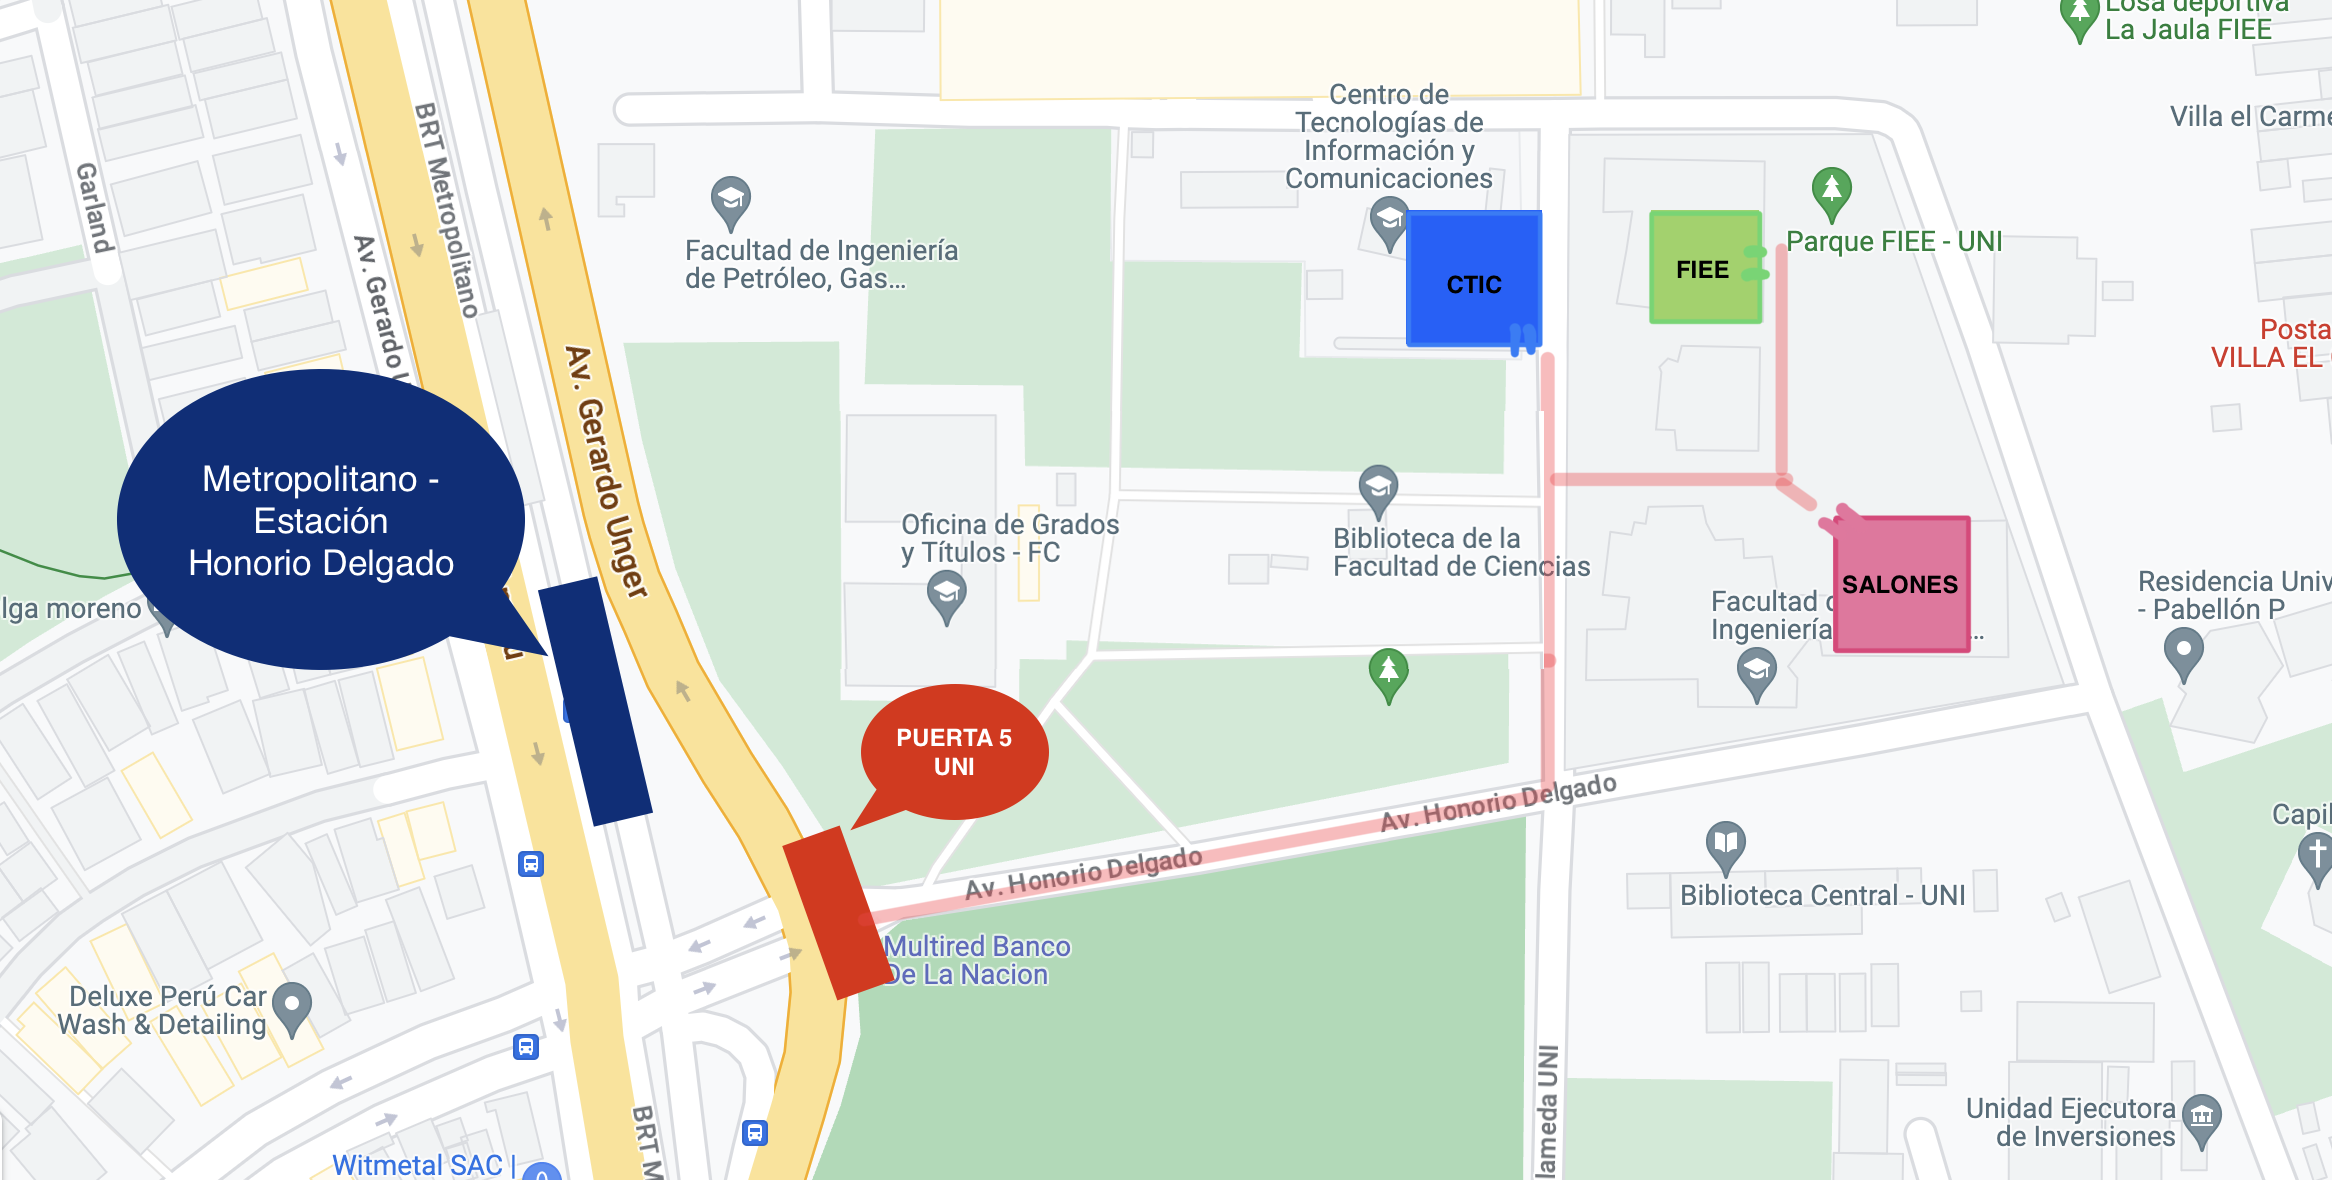 Losa deportiva
La Jaula FIEE
Centro de
Tecnologías de
Información y
Comunicaciones
Villa el Carme
BRT Metropolitano
Garland
Av. Gerardo U
Facultad de Ingeniería
de Petróleo, Gas...
CTIC
FIEE
Parque FIEE - UNI
Posta
VILLA EL
Av. Gerardo Unger
Metropolitano -
Estación
Honorio Delgado
Oficina de Grados
y Títulos - FC
Biblioteca de la
Facultad de Ciencias
SALONES
Facultad d
Ingeniería
...
Residencia Univ
- Pabellón P
lga moreno
PUERTA 5
UNI
Av. Honorio Delgado
Av. Honorio Delgado
Biblioteca Central - UNI
Capil
Multired Banco
De La Nacion
Deluxe Perú Car
Wash & Detailing
lameda UNI
BRT M
Unidad Ejecutora
de Inversiones
Witmetal SAC |